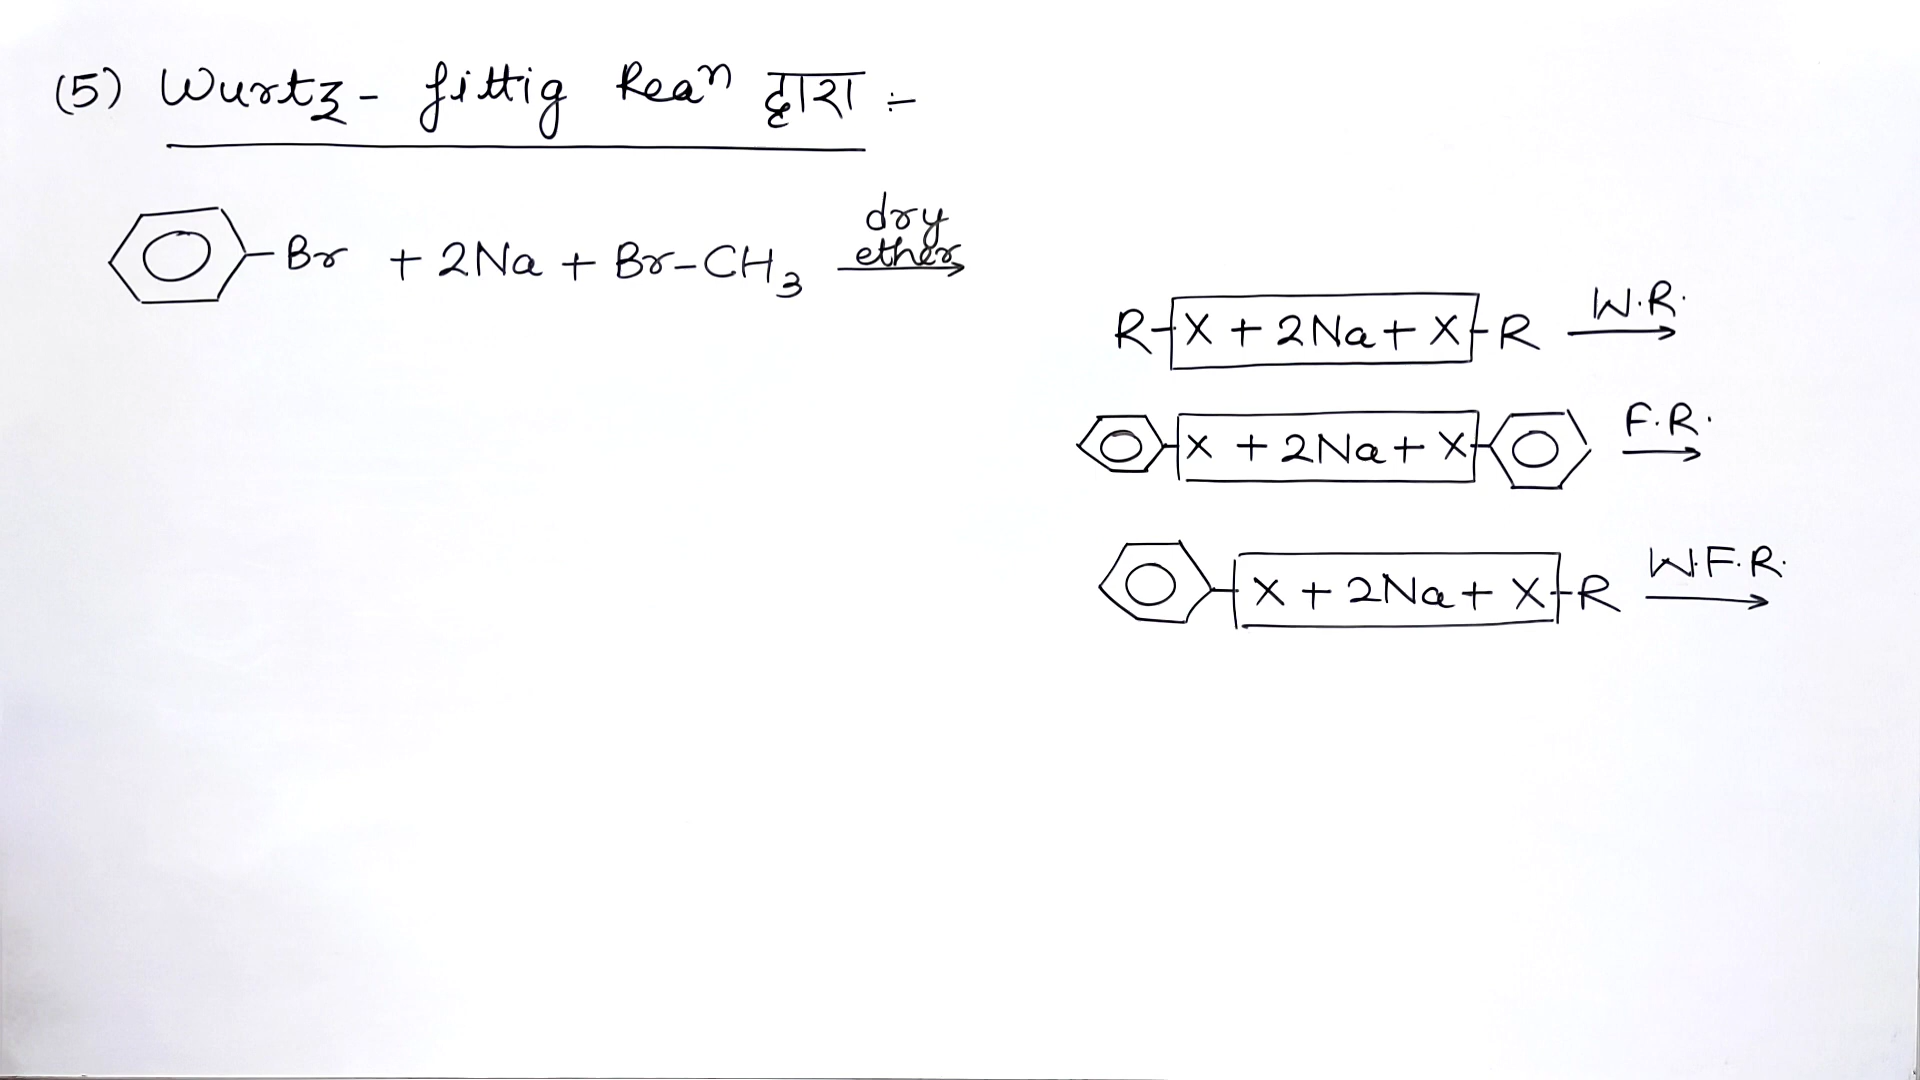 (5) Wurtz - fittig Reaⁿ द्वारा :-
Br + 2Na + Br-CH₃ dry ether
R-X + 2Na + X-R W.R.
X + 2Na + X F.R.
X + 2Na + X-R W.F.R.